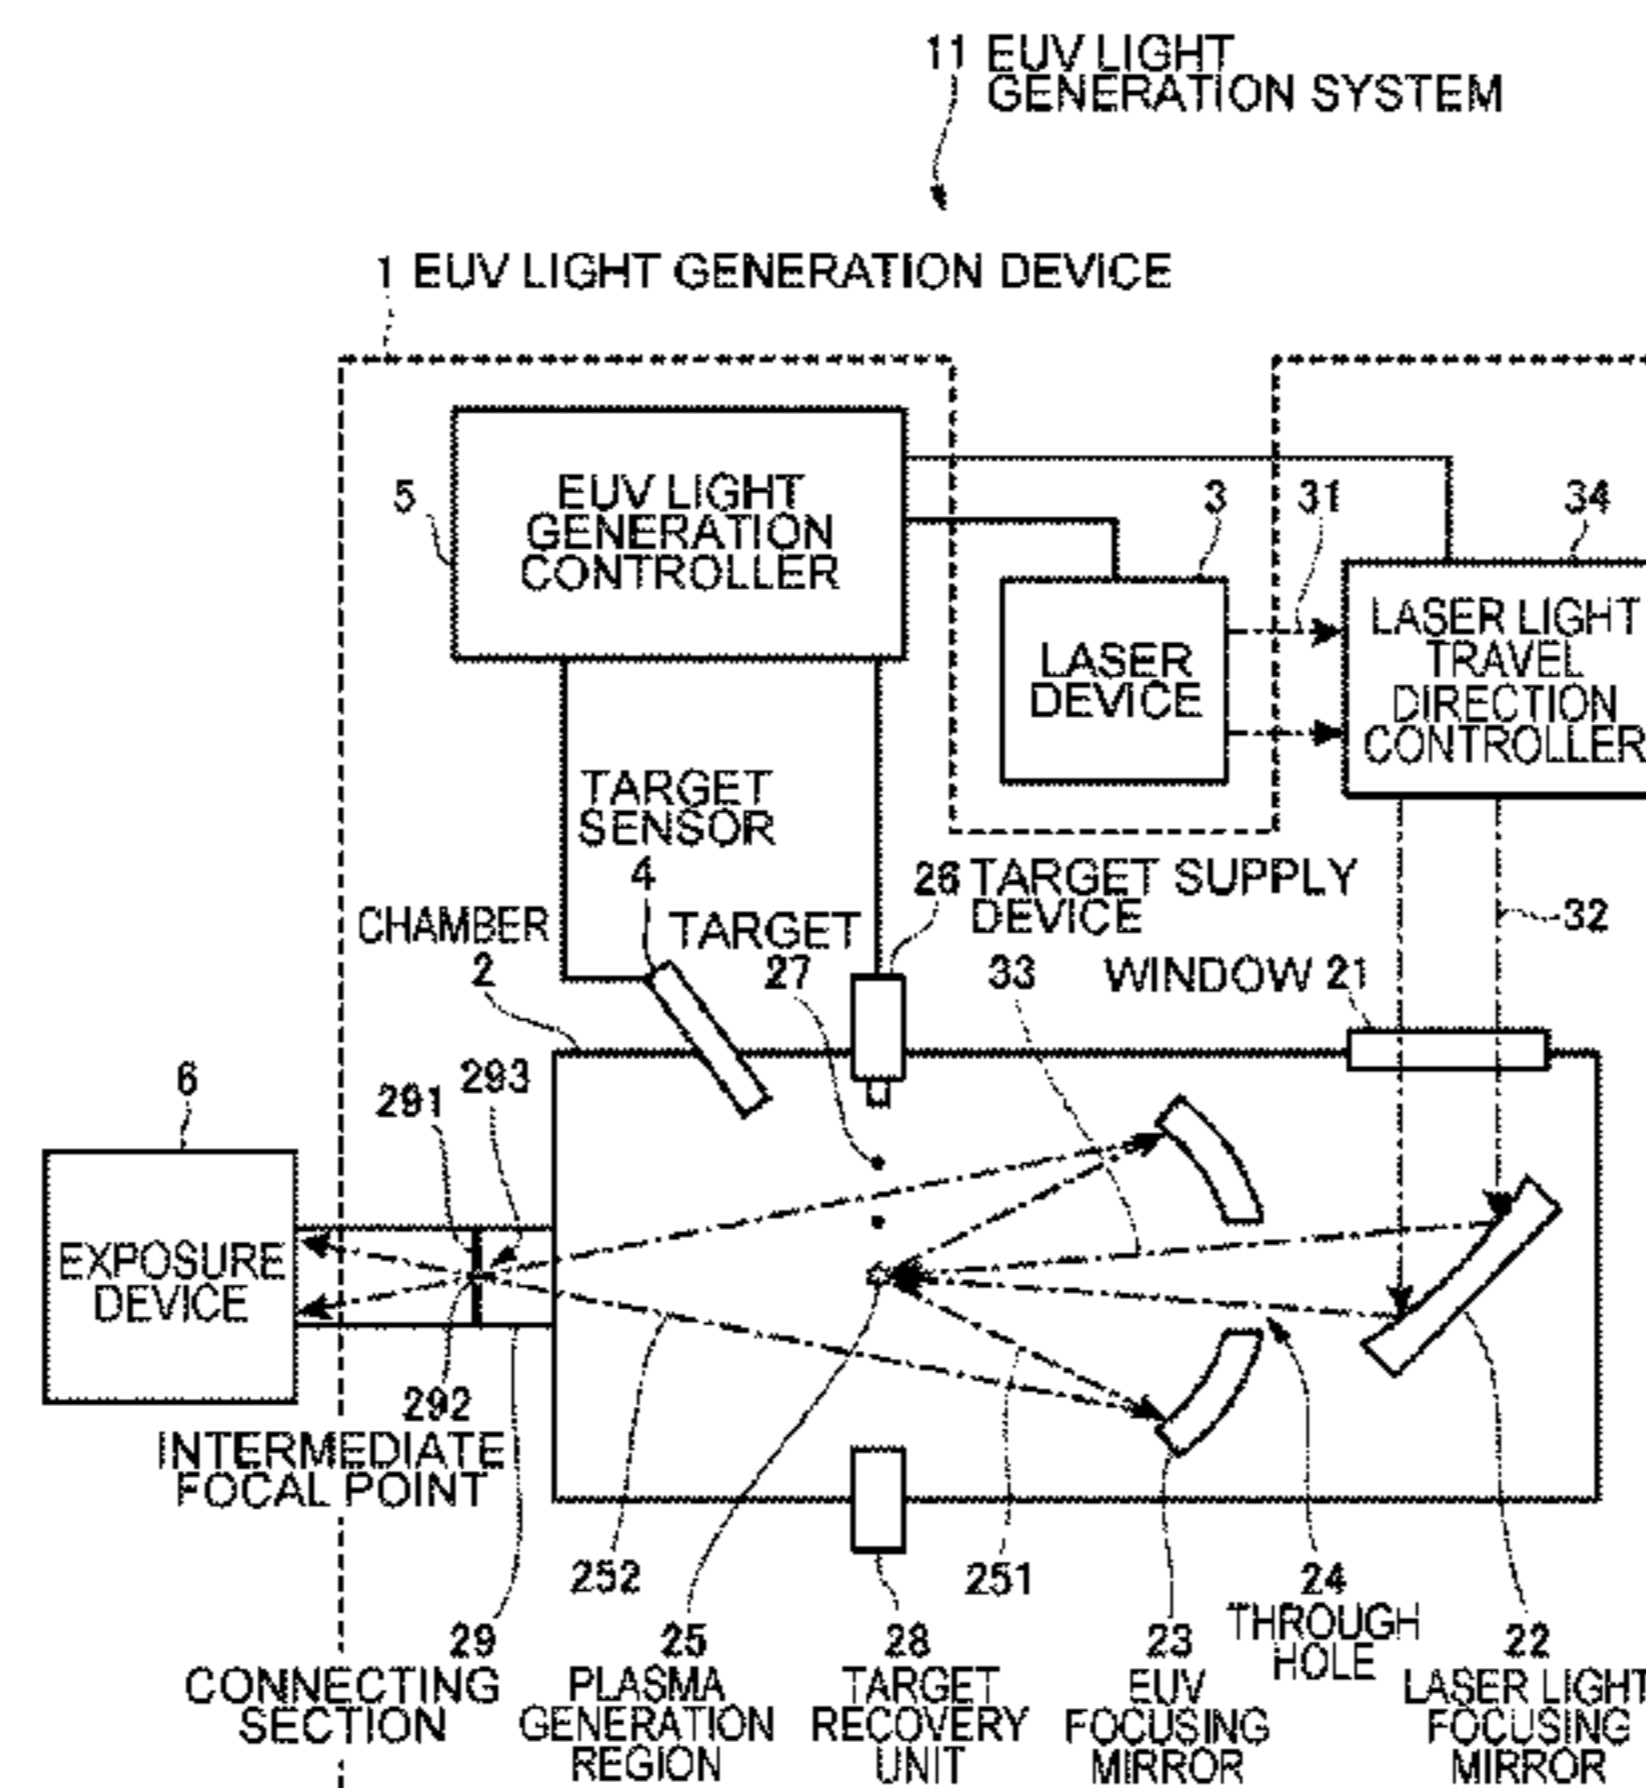 11 EUV LIGHT
GENERATION SYSTEM
1 EUV LIGHT GENERATION DEVICE
5
EUV LIGHT
GENERATION
CONTROLLER
3
31
34
LASER
DEVICE
LASER LIGHT
TRAVEL
DIRECTION
CONTROLLER
TARGET
SENSOR
4
CHAMBER
2
TARGET
27
26 TARGET SUPPLY
DEVICE
33
WINDOW 21
32
6
291
293
EXPOSURE
DEVICE
292
INTERMEDIATE
FOCAL POINT
252
251
24
THROUGH
HOLE
29
CONNECTING
SECTION
25
PLASMA
GENERATION
REGION
28
TARGET
RECOVERY
UNIT
23
EUV
FOCUSING
MIRROR
22
LASER LIGHT
FOCUSING
MIRROR